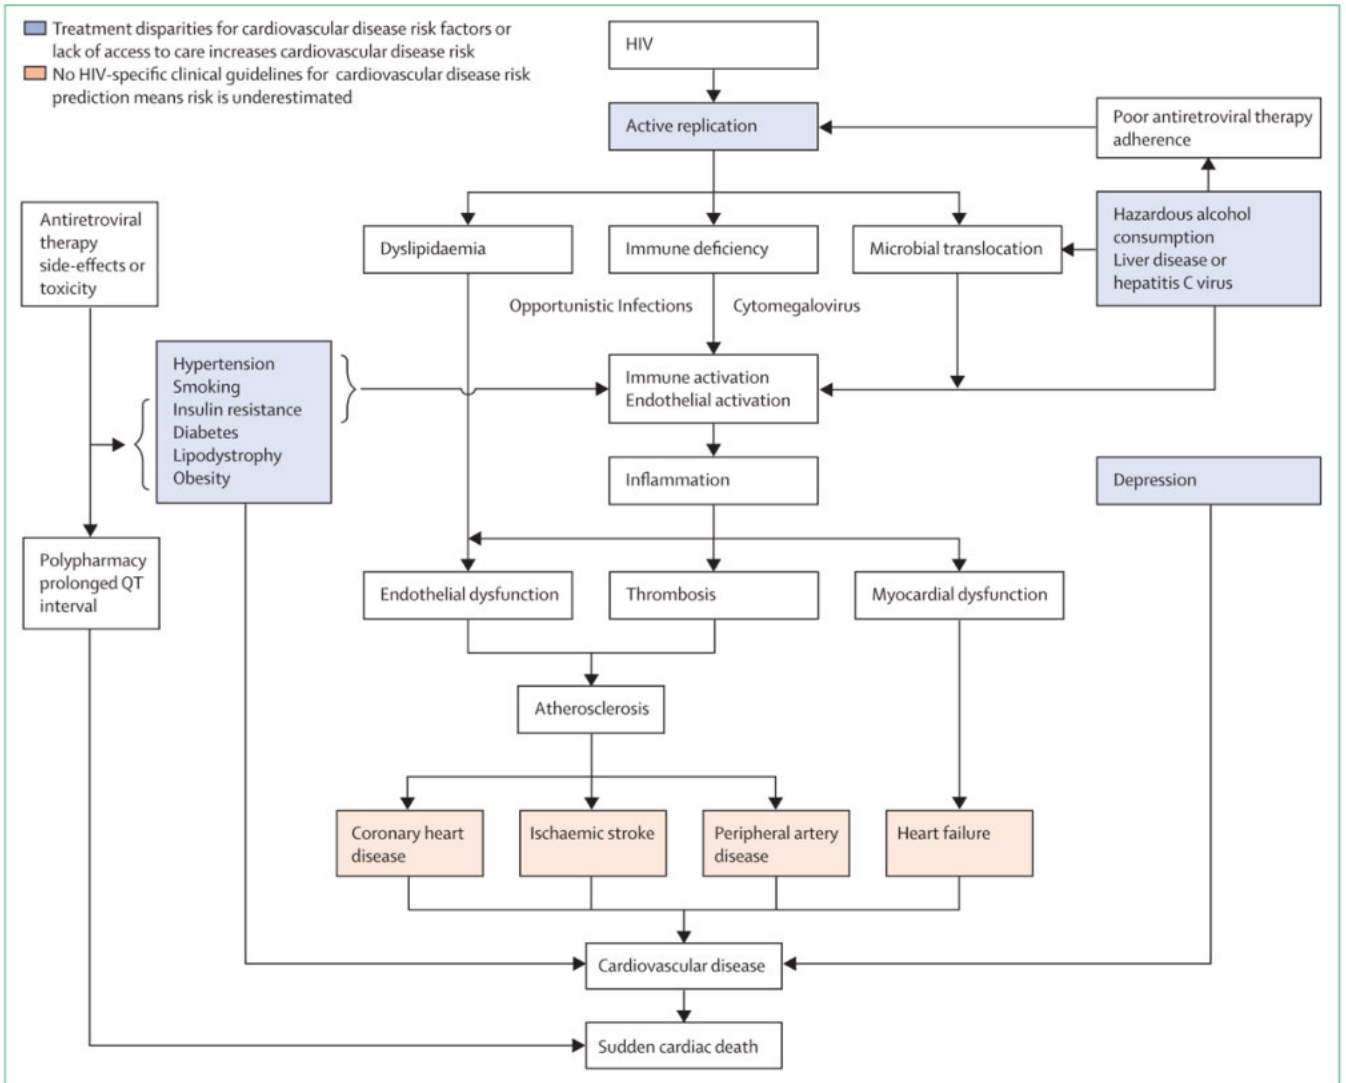 Treatment disparities for cardiovascular disease risk factors or
lack of access to care increases cardiovascular disease risk
No HIV-specific clinical guidelines for cardiovascular disease risk
prediction means risk is underestimated
HIV
Active replication
Poor antiretroviral therapy
adherence
Antiretroviral
therapy
side-effects or
toxicity
Dyslipidaemia
Immune deficiency
Microbial translocation
Hazardous alcohol
consumption
Liver disease or
hepatitis C virus
Opportunistic Infections
Cytomegalovirus
Hypertension
Smoking
Insulin resistance
Diabetes
Lipodystrophy
Obesity
Immune activation
Endothelial activation
Inflammation
Depression
Polypharmacy
prolonged QT
interval
Endothelial dysfunction
Thrombosis
Myocardial dysfunction
Atherosclerosis
Coronary heart
disease
Ischaemic stroke
Peripheral artery
disease
Heart failure
Cardiovascular disease
Sudden cardiac death